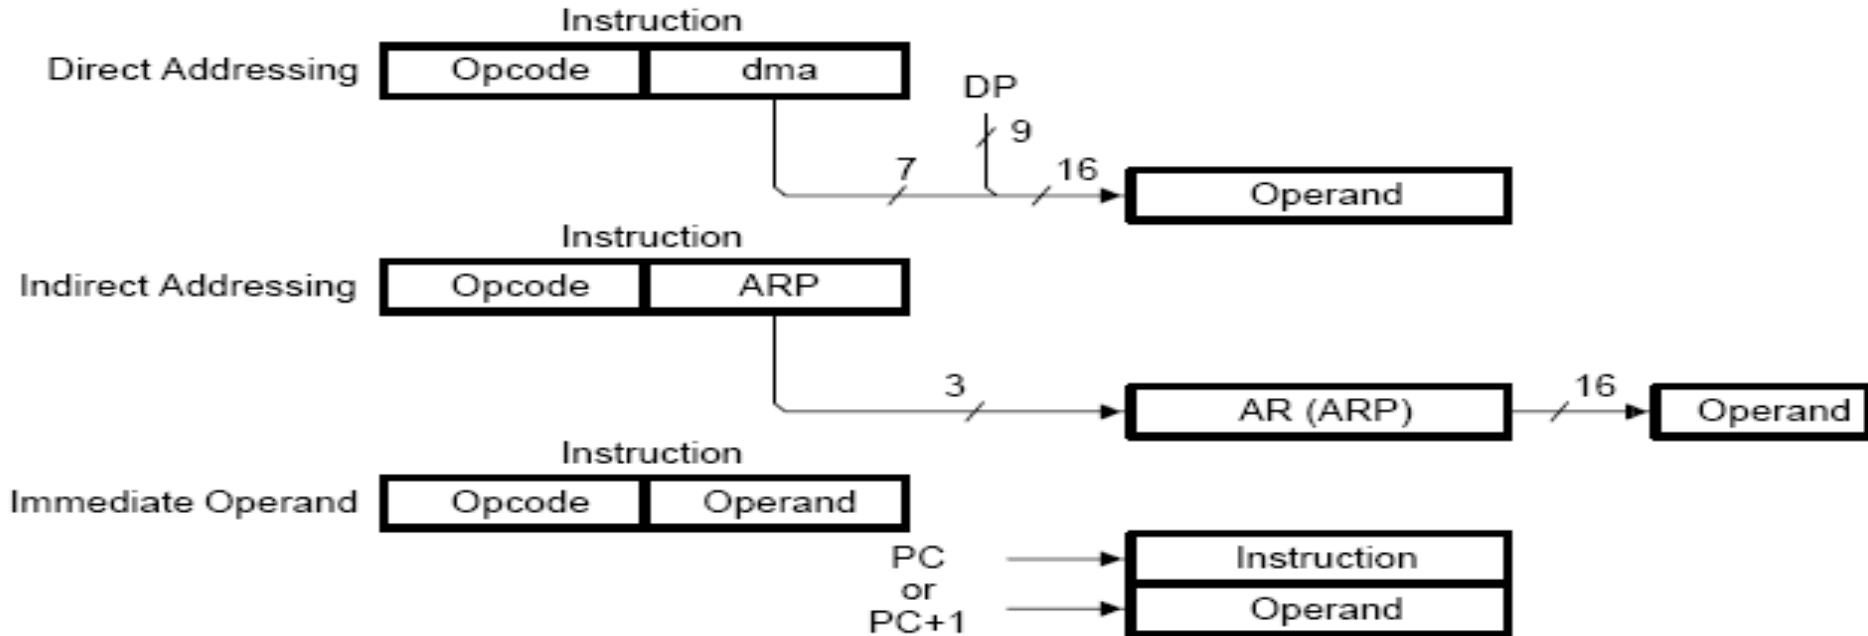 Instruction
Direct Addressing Opcode dma
DP
9
7 16
Operand
Instruction
Indirect Addressing Opcode ARP
3 16
AR (ARP) Operand
Instruction
Immediate Operand Opcode Operand
PC Instruction
or
PC+1 Operand